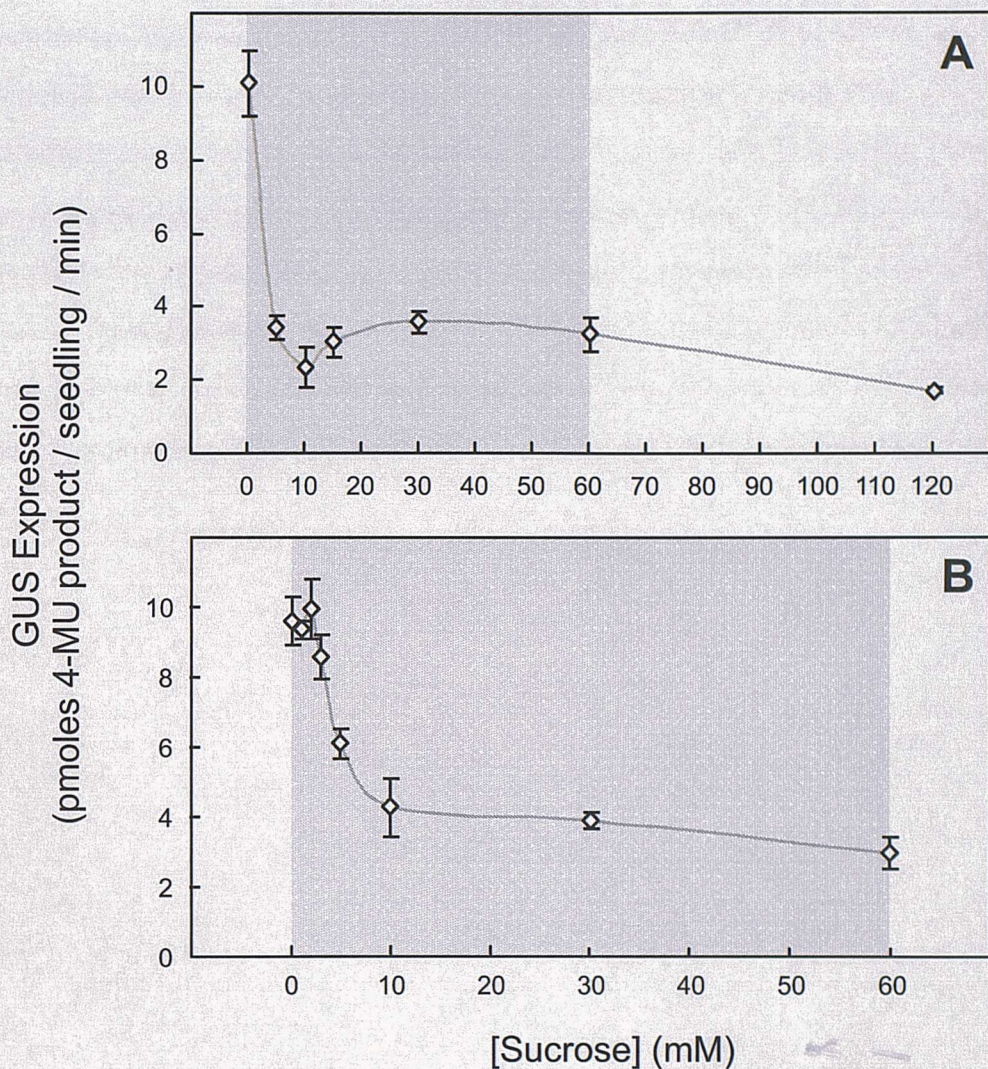 GUS Expression
(pmoles 4-MU product / seedling / min)
A
10
8
6
4
2
0
0 10 20 30 40 50 60 70 80 90 100 110 120
B
10
8
6
4
2
0
0 10 20 30 40 50 60
[Sucrose] (mM)